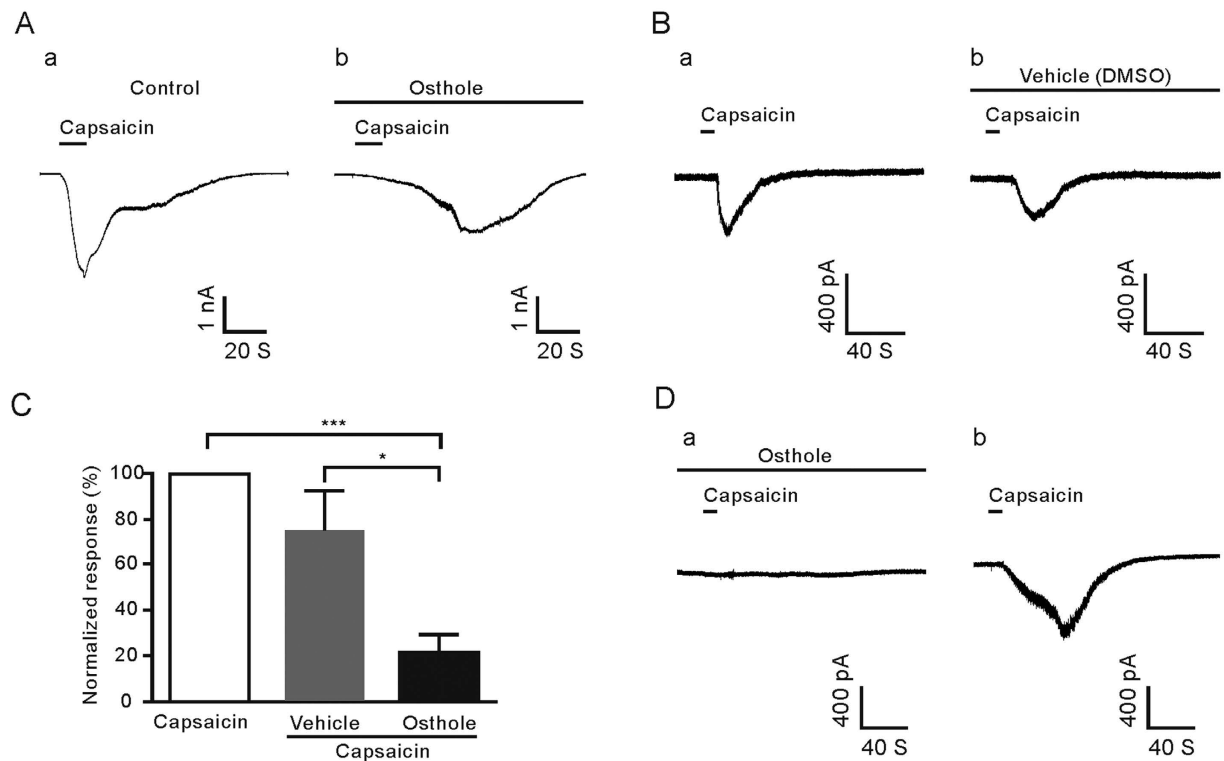 A
a
Control
Capsaicin
1 nA
20 S
b
Osthole
Capsaicin
1 nA
20 S
B
a
Capsaicin
400 pA
40 S
b
Vehicle (DMSO)
Capsaicin
400 pA
40 S
C
***
*
Normalized response (%)
100
80
60
40
20
0
Capsaicin
Vehicle
Osthole
Capsaicin
D
a
Osthole
Capsaicin
400 pA
40 S
b
Capsaicin
400 pA
40 S